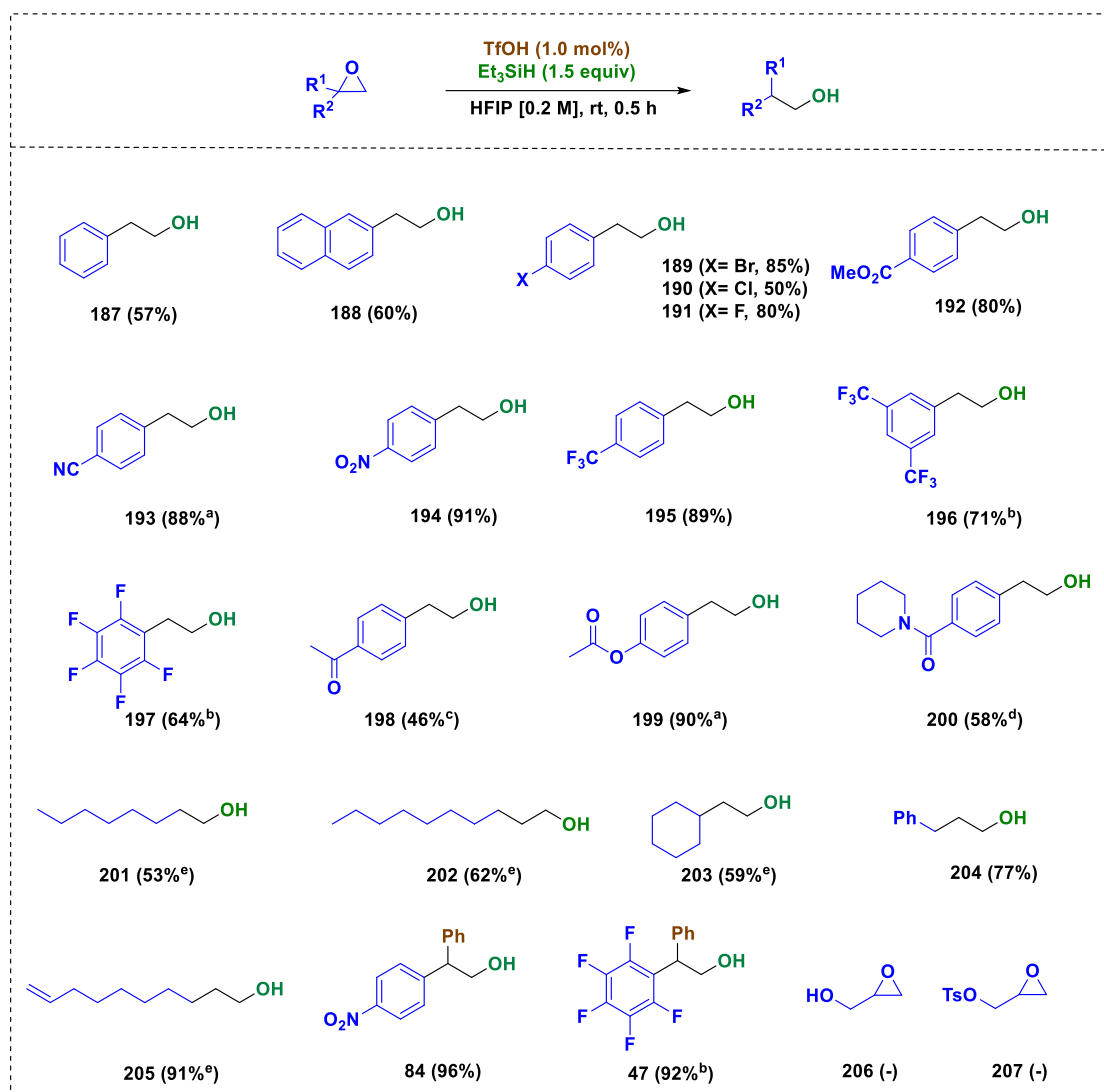 TfOH (1.0 mol%)
Et₃SiH (1.5 equiv)
HFIP [0.2 M], rt, 0.5 h
O
R¹
R²
R¹
R²
OH
OH
187 (57%)
OH
188 (60%)
OH
X
189 (X= Br, 85%)
190 (X= Cl, 50%)
191 (X= F, 80%)
OH
MeO₂C
192 (80%)
OH
NC
193 (88%ᵃ)
OH
O₂N
194 (91%)
OH
F₃C
195 (89%)
F₃C
OH
CF₃
196 (71%ᵇ)
F
F
OH
F
F
F
197 (64%ᵇ)
OH
O
198 (46%ᶜ)
O
O
OH
199 (90%ᵃ)
OH
N
O
200 (58%ᵈ)
OH
201 (53%ᵉ)
OH
202 (62%ᵉ)
OH
203 (59%ᵉ)
Ph
OH
204 (77%)
OH
205 (91%ᵉ)
Ph
OH
O₂N
84 (96%)
F
Ph
F
OH
F
F
F
47 (92%ᵇ)
O
HO
206 (-)
O
TsO
207 (-)